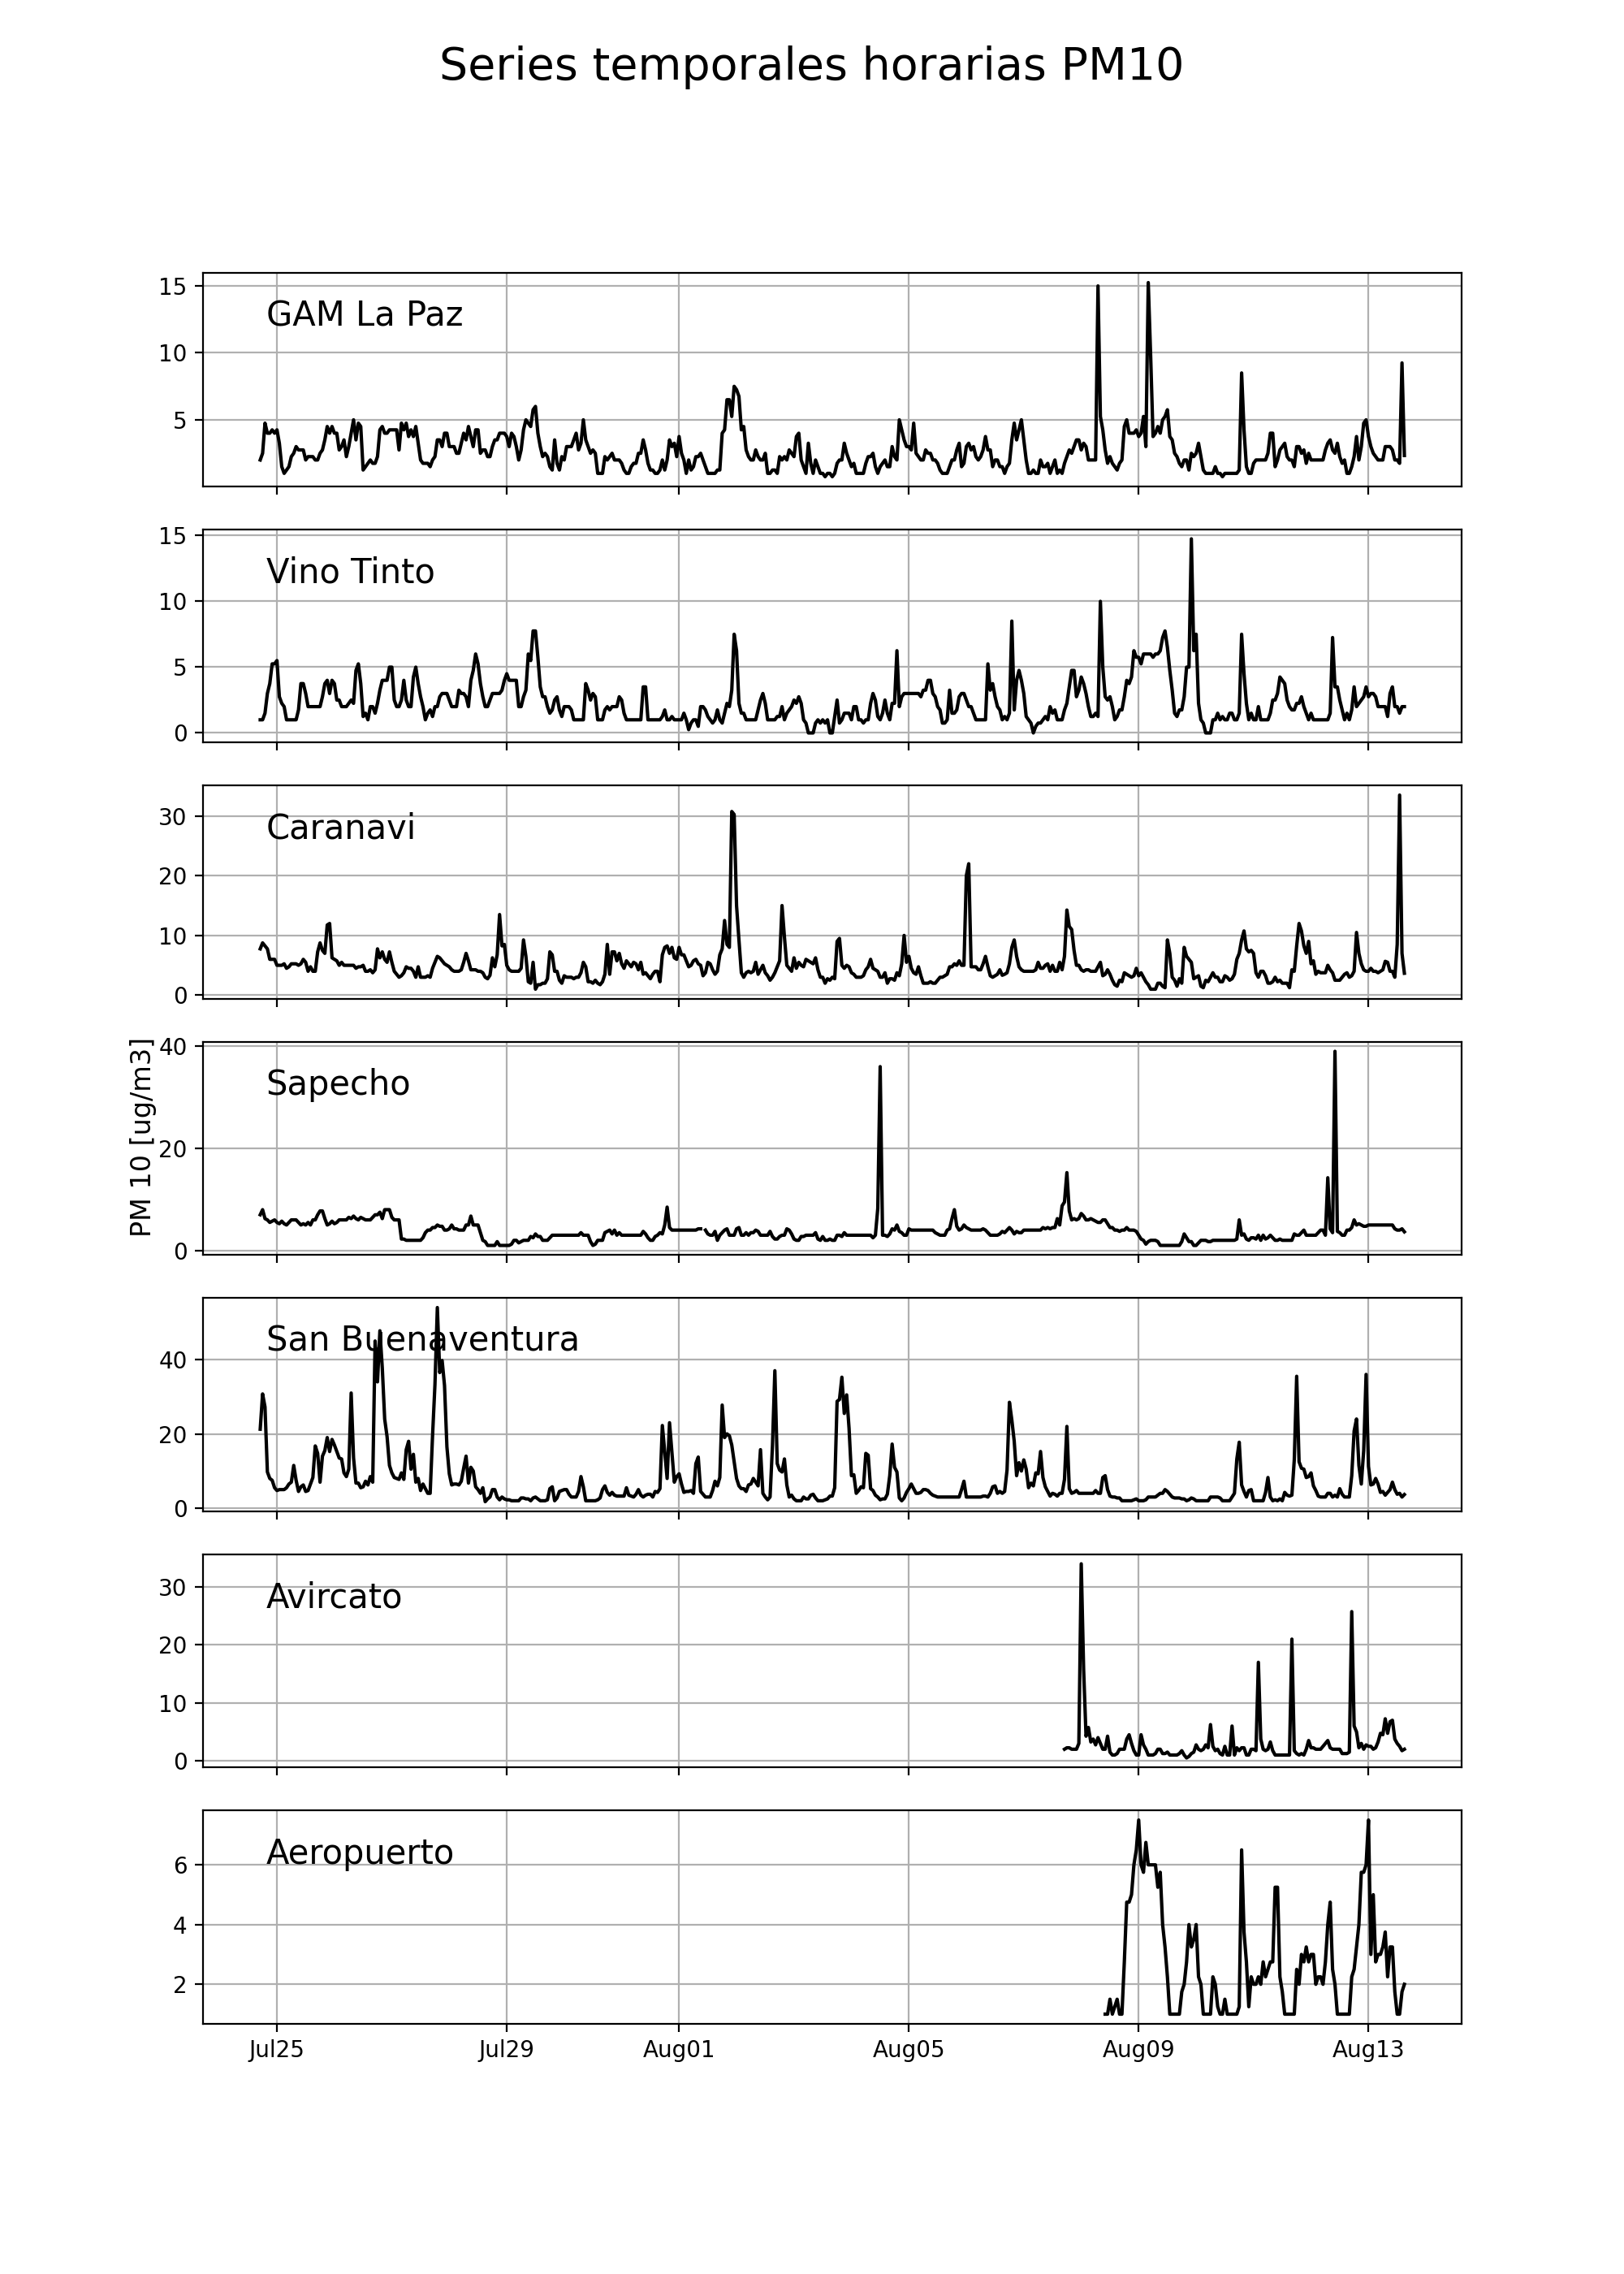 Series temporales horarias PM10
15
10
5
GAM La Paz
15
10
5
0
Vino Tinto
30
20
10
0
Caranavi
PM 10 [ug/m3]
40
20
0
Sapecho
40
20
0
San Buenaventura
30
20
10
0
Avircato
6
4
2
Aeropuerto
Jul25 Jul29 Aug01 Aug05 Aug09 Aug13